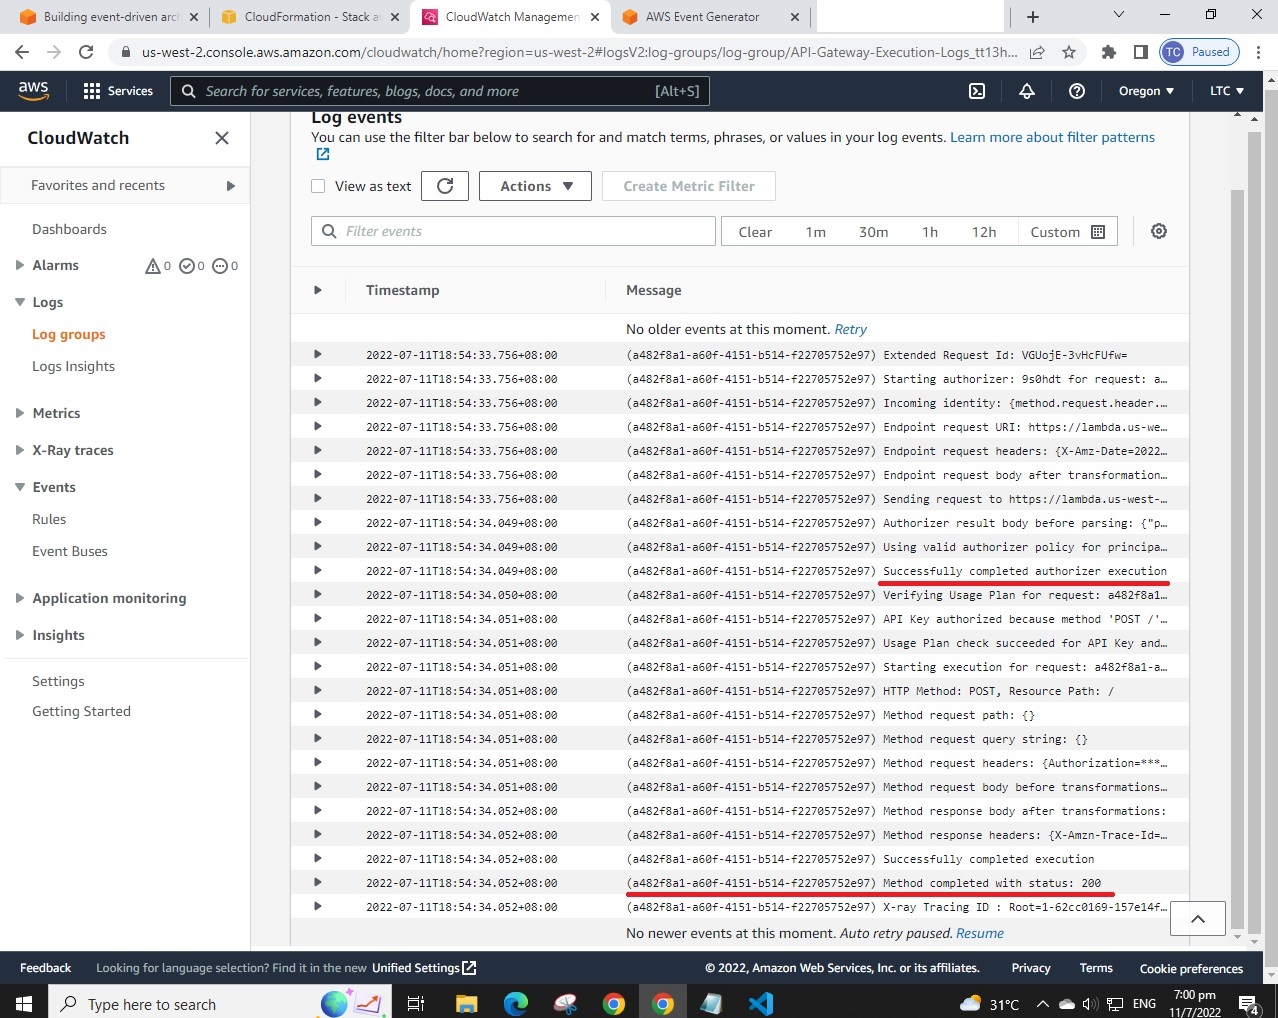 Building event-driven arc
CloudFormation - Stack a
CloudWatch Managemen
AWS Event Generator
us-west-2.console.aws.amazon.com/cloudwatch/home?region=us-west-2#logsV2:log-groups/log-group/API-Gateway-Execution-Logs_tt13h...
TC Paused
aws
Services
Search for services, features, blogs, docs, and more [Alt+S]
Oregon
LTC
CloudWatch
Favorites and recents
Dashboards
Alarms 0 0 0
Logs
Log groups
Logs Insights
Metrics
X-Ray traces
Events
Rules
Event Buses
Application monitoring
Insights
Settings
Getting Started
Log events
You can use the filter bar below to search for and match terms, phrases, or values in your log events. Learn more about filter patterns
View as text
Actions
Create Metric Filter
Filter events
Clear 1m 30m 1h 12h Custom
Timestamp Message
No older events at this moment. Retry
2022-07-11T18:54:33.756+08:00 (a482f8a1-a60f-4151-b514-f22705752e97) Extended Request Id: VGUojE-3vHcFUfw=
2022-07-11T18:54:33.756+08:00 (a482f8a1-a60f-4151-b514-f22705752e97) Starting authorizer: 9s0hdt for request: a…
2022-07-11T18:54:33.756+08:00 (a482f8a1-a60f-4151-b514-f22705752e97) Incoming identity: {method.request.header.…
2022-07-11T18:54:33.756+08:00 (a482f8a1-a60f-4151-b514-f22705752e97) Endpoint request URI: https://lambda.us-we…
2022-07-11T18:54:33.756+08:00 (a482f8a1-a60f-4151-b514-f22705752e97) Endpoint request headers: {X-Amz-Date=2022…
2022-07-11T18:54:33.756+08:00 (a482f8a1-a60f-4151-b514-f22705752e97) Endpoint request body after transformation…
2022-07-11T18:54:33.756+08:00 (a482f8a1-a60f-4151-b514-f22705752e97) Sending request to https://lambda.us-west-…
2022-07-11T18:54:34.049+08:00 (a482f8a1-a60f-4151-b514-f22705752e97) Authorizer result body before parsing: {"p…
2022-07-11T18:54:34.049+08:00 (a482f8a1-a60f-4151-b514-f22705752e97) Using valid authorizer policy for principa…
2022-07-11T18:54:34.049+08:00 (a482f8a1-a60f-4151-b514-f22705752e97) Successfully completed authorizer execution
2022-07-11T18:54:34.050+08:00 (a482f8a1-a60f-4151-b514-f22705752e97) Verifying Usage Plan for request: a482f8a1…
2022-07-11T18:54:34.051+08:00 (a482f8a1-a60f-4151-b514-f22705752e97) API Key authorized because method 'POST /'…
2022-07-11T18:54:34.051+08:00 (a482f8a1-a60f-4151-b514-f22705752e97) Usage Plan check succeeded for API Key and…
2022-07-11T18:54:34.051+08:00 (a482f8a1-a60f-4151-b514-f22705752e97) Starting execution for request: a482f8a1-a…
2022-07-11T18:54:34.051+08:00 (a482f8a1-a60f-4151-b514-f22705752e97) HTTP Method: POST, Resource Path: /
2022-07-11T18:54:34.051+08:00 (a482f8a1-a60f-4151-b514-f22705752e97) Method request path: {}
2022-07-11T18:54:34.051+08:00 (a482f8a1-a60f-4151-b514-f22705752e97) Method request query string: {}
2022-07-11T18:54:34.051+08:00 (a482f8a1-a60f-4151-b514-f22705752e97) Method request headers: {Authorization=***…
2022-07-11T18:54:34.051+08:00 (a482f8a1-a60f-4151-b514-f22705752e97) Method request body before transformations…
2022-07-11T18:54:34.052+08:00 (a482f8a1-a60f-4151-b514-f22705752e97) Method response body after transformations:
2022-07-11T18:54:34.052+08:00 (a482f8a1-a60f-4151-b514-f22705752e97) Method response headers: {X-Amzn-Trace-Id=…
2022-07-11T18:54:34.052+08:00 (a482f8a1-a60f-4151-b514-f22705752e97) Successfully completed execution
2022-07-11T18:54:34.052+08:00 (a482f8a1-a60f-4151-b514-f22705752e97) Method completed with status: 200
2022-07-11T18:54:34.052+08:00 (a482f8a1-a60f-4151-b514-f22705752e97) X-ray Tracing ID : Root=1-62cc0169-157e14f…
No newer events at this moment. Auto retry paused. Resume
Feedback Looking for language selection? Find it in the new Unified Settings
© 2022, Amazon Web Services, Inc. or its affiliates. Privacy Terms Cookie preferences
Type here to search
31°C
ENG
7:00 pm
11/7/2022
4